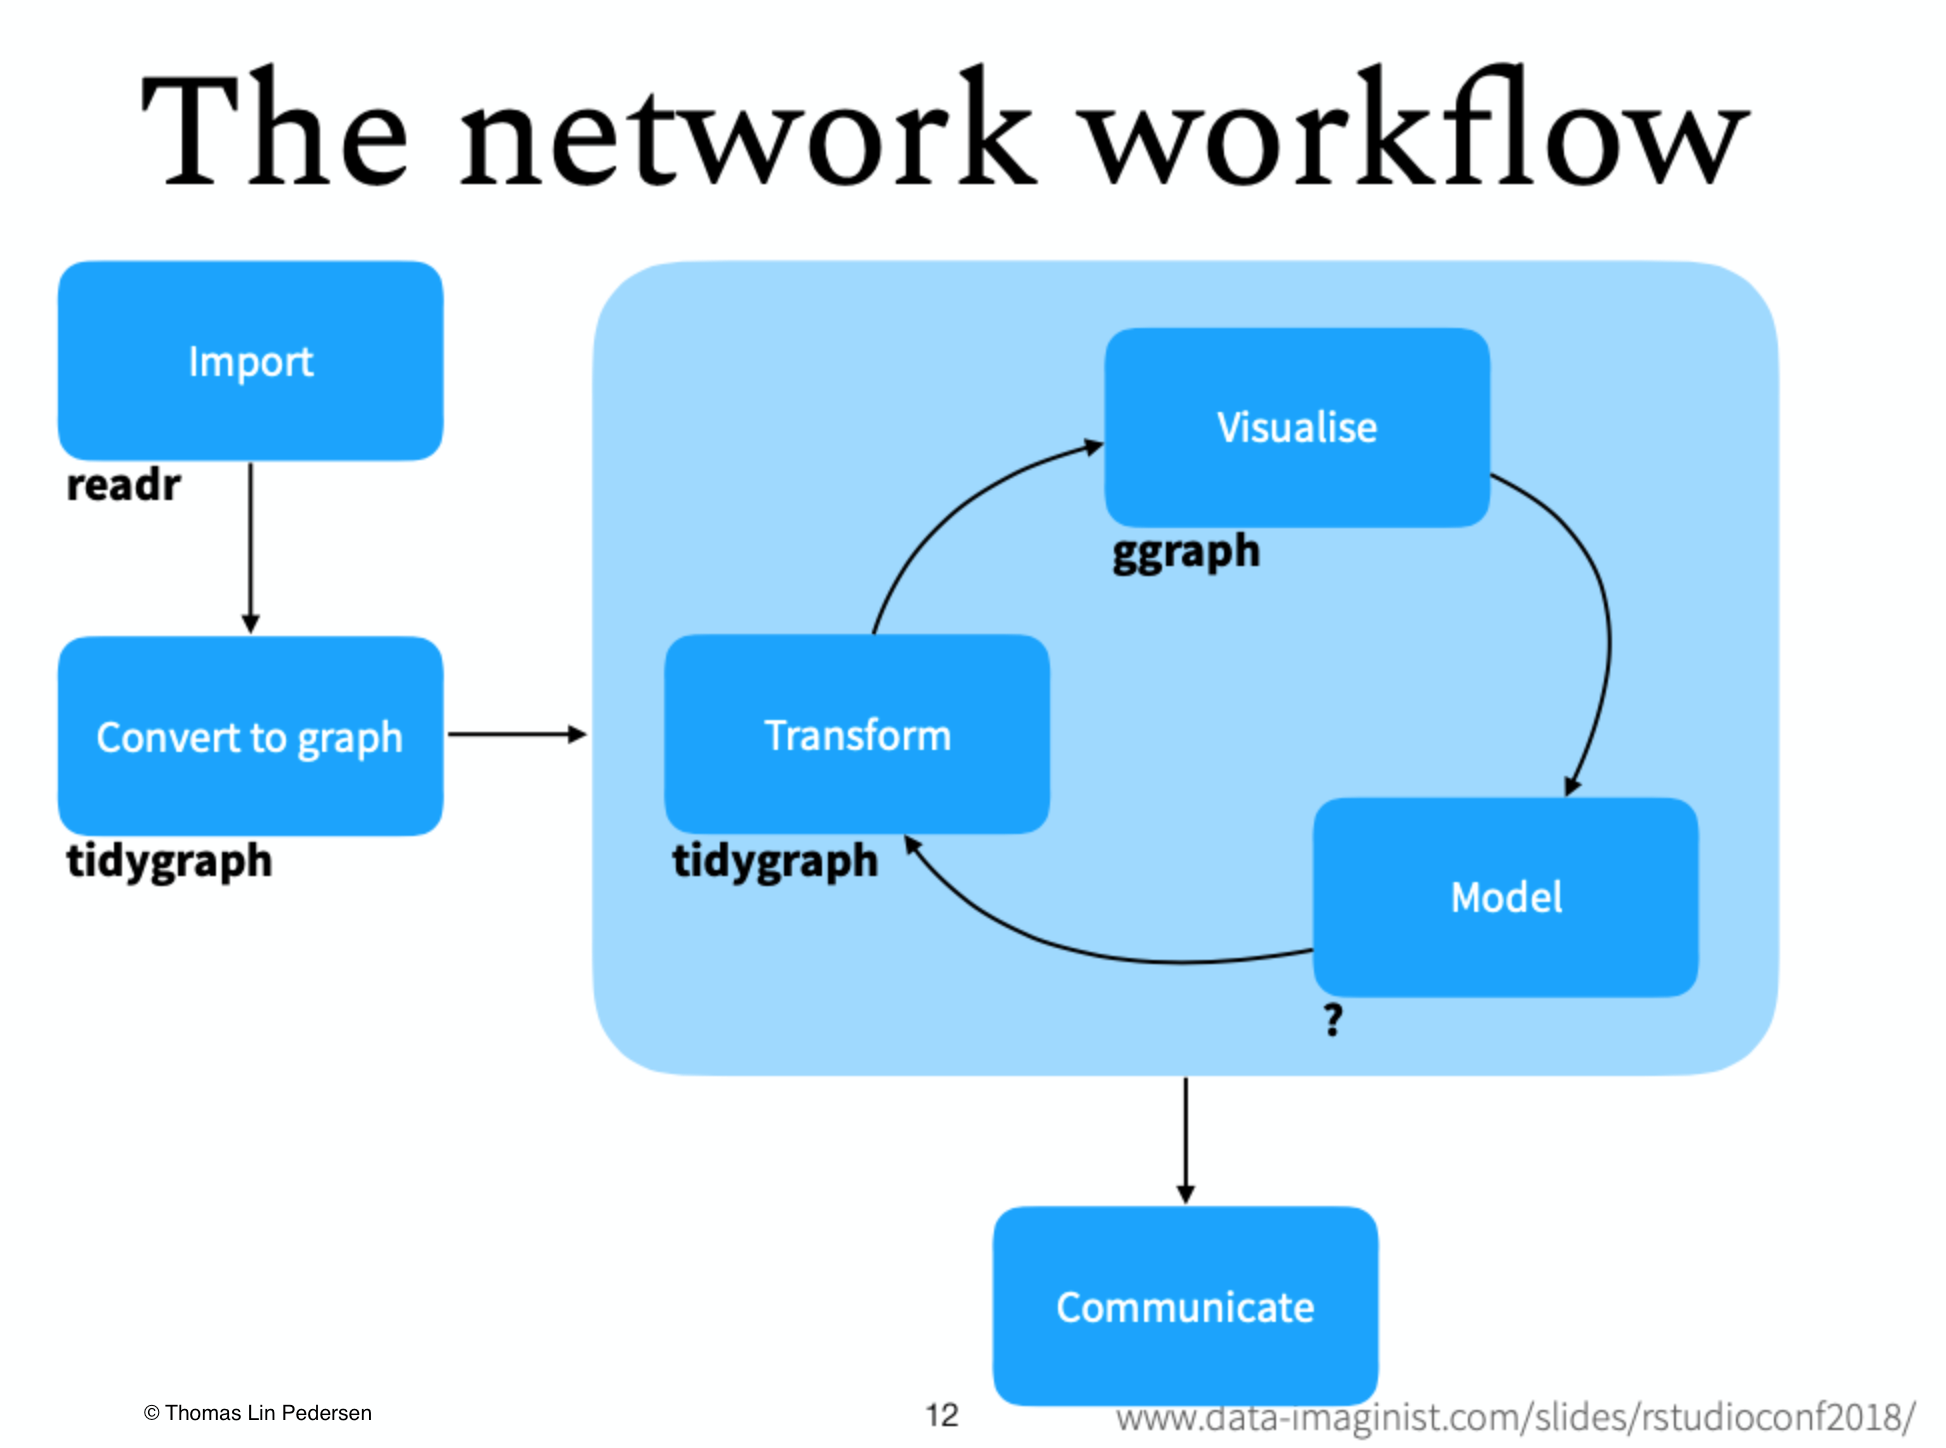 The network workflow
Import
readr
Convert to graph
tidygraph
Visualise
ggraph
Transform
tidygraph
Model
?
Communicate
© Thomas Lin Pedersen
12
www.data-imaginist.com/slides/rstudioconf2018/